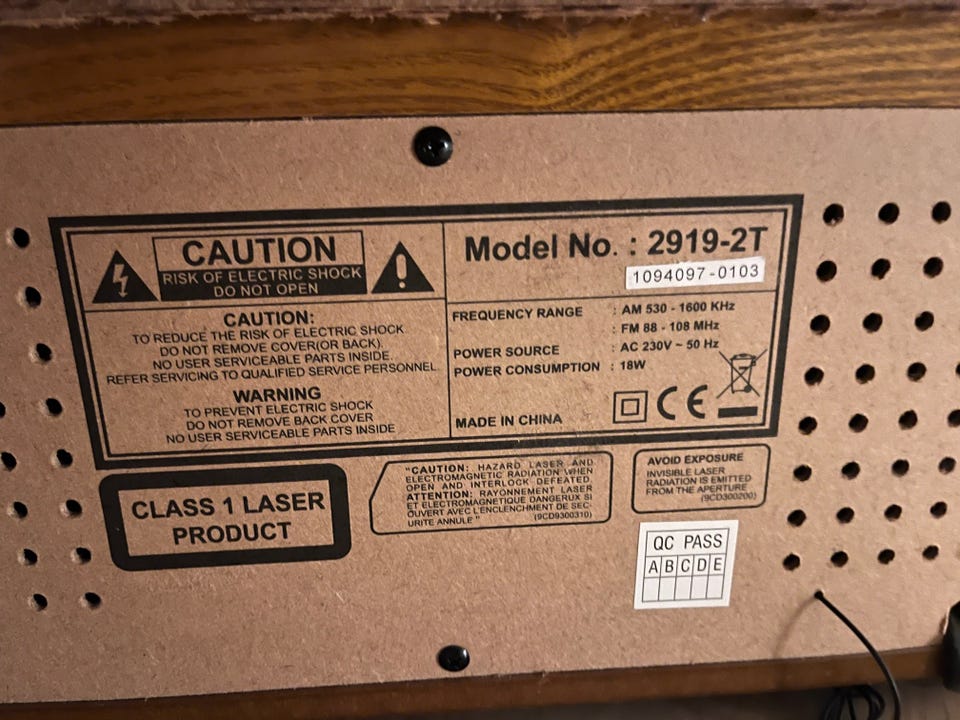 CAUTION
RISK OF ELECTRIC SHOCK
DO NOT OPEN
CAUTION:
TO REDUCE THE RISK OF ELECTRIC SHOCK
DO NOT REMOVE COVER(OR BACK).
NO USER SERVICEABLE PARTS INSIDE.
REFER SERVICING TO QUALIFIED SERVICE PERSONNEL
WARNING
TO PREVENT ELECTRIC SHOCK
DO NOT REMOVE BACK COVER
NO USER SERVICEABLE PARTS INSIDE
Model No. : 2919-2T
1094097-0103
FREQUENCY RANGE : AM 530 - 1600 KHz
: FM 88 - 108 MHz
POWER SOURCE : AC 230V ~ 50 Hz
POWER CONSUMPTION : 18W
MADE IN CHINA
CE
CLASS 1 LASER
PRODUCT
"CAUTION: HAZARD LASER AND
ELECTROMAGNETIC RADIATION WHEN
OPEN AND INTERLOCK DEFEATED
ATTENTION: RAYONNEMENT LASER
ET ELECTROMAGNETIQUE DANGERUX SI
OUVERT AVEC L'ENCLENCHMENT DE SEC-
URITE ANNULE" (9CD9300310)
AVOID EXPOSURE
INVISIBLE LASER
RADIATION IS EMITTED
FROM THE APERTURE
(9CD300200)
QC PASS
A B C D E